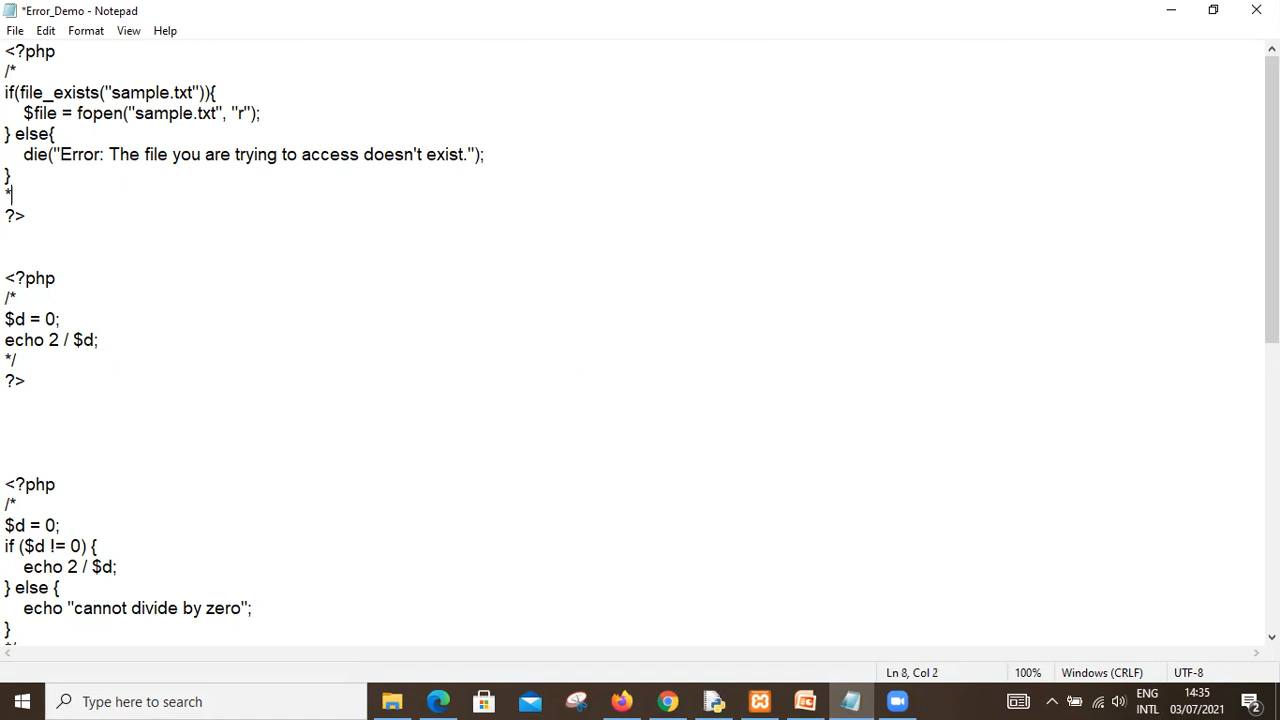 *Error_Demo - Notepad
File Edit Format View Help
<?php
/*
if(file_exists("sample.txt")){
    $file = fopen("sample.txt", "r");
} else{
    die("Error: The file you are trying to access doesn't exist.");
}
*
?>
<?php
/*
$d = 0;
echo 2 / $d;
*/
?>
<?php
/*
$d = 0;
if ($d != 0) {
    echo 2 / $d;
} else {
    echo "cannot divide by zero";
}
Ln 8, Col 2 100% Windows (CRLF) UTF-8
Type here to search
ENG 14:35
INTL 03/07/2021 2